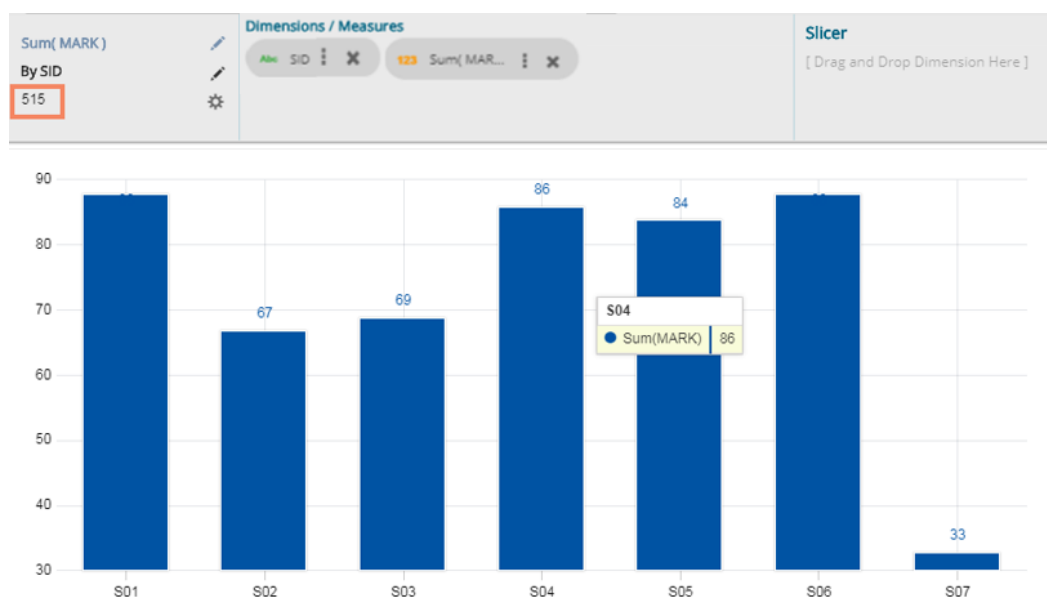 Sum( MARK )
By SID
515
Dimensions / Measures
Abc SID
123 Sum( MAR...
Slicer
[ Drag and Drop Dimension Here ]
90
80
70
60
50
40
30
67
69
86
84
33
S04
Sum(MARK) 86
S01 S02 S03 S04 S05 S06 S07